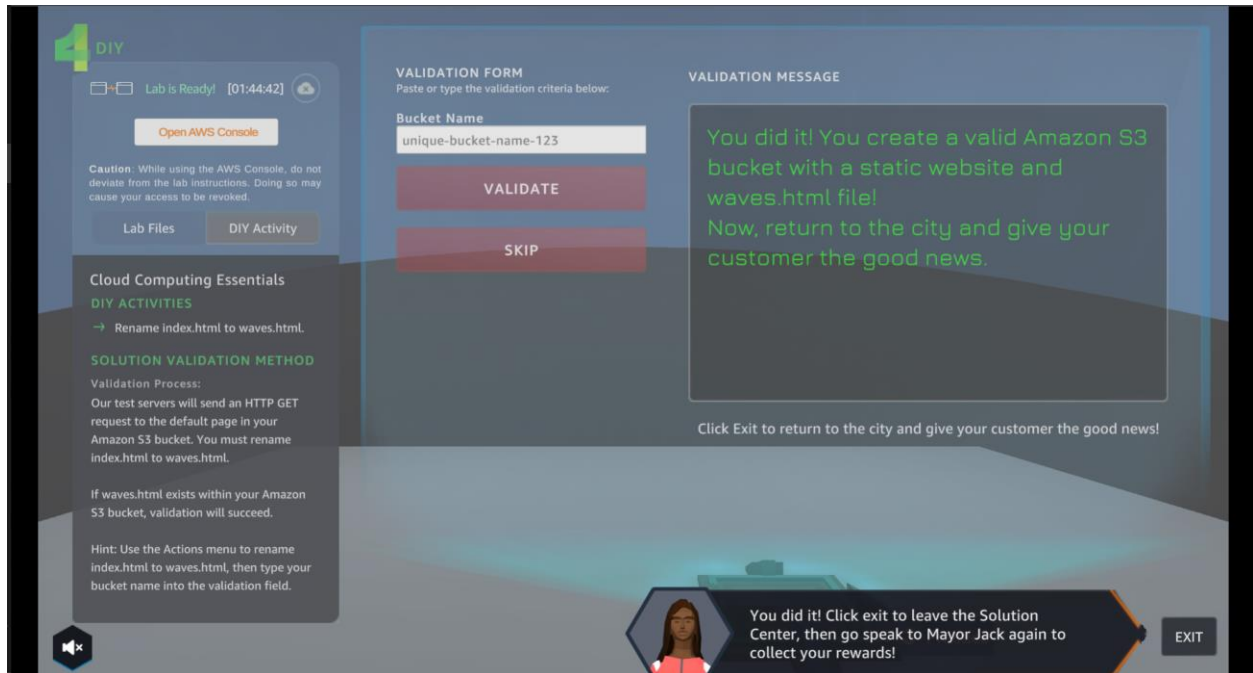 4 DIY
Lab is Ready! [01:44:42]
Open AWS Console
Caution: While using the AWS Console, do not
deviate from the lab instructions. Doing so may
cause your access to be revoked.
Lab Files DIY Activity
Cloud Computing Essentials
DIY ACTIVITIES
→ Rename index.html to waves.html.
SOLUTION VALIDATION METHOD
Validation Process:
Our test servers will send an HTTP GET
request to the default page in your
Amazon S3 bucket. You must rename
index.html to waves.html.
If waves.html exists within your Amazon
S3 bucket, validation will succeed.
Hint: Use the Actions menu to rename
index.html to waves.html, then type your
bucket name into the validation field.
VALIDATION FORM
Paste or type the validation criteria below:
Bucket Name
unique-bucket-name-123
VALIDATE
SKIP
VALIDATION MESSAGE
You did it! You create a valid Amazon S3
bucket with a static website and
waves.html file!
Now, return to the city and give your
customer the good news.
Click Exit to return to the city and give your customer the good news!
You did it! Click exit to leave the Solution
Center, then go speak to Mayor Jack again to
collect your rewards!
EXIT